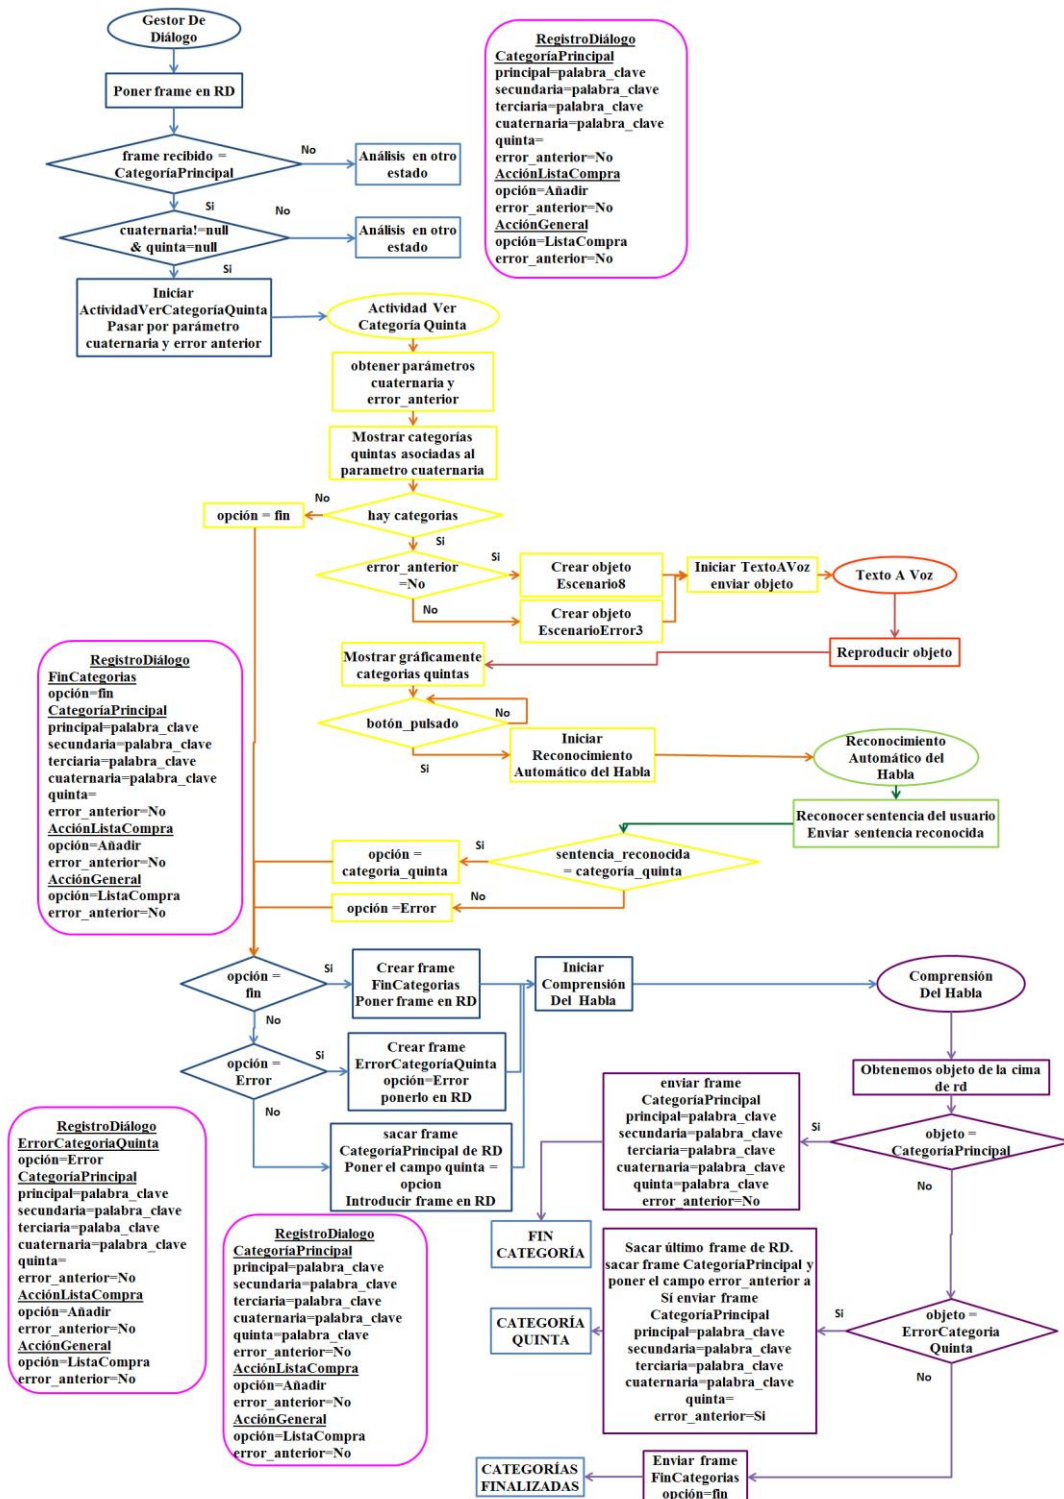 Gestor De
Diálogo
Poner frame en RD
frame recibido =
CategoríaPrincipal
No
Análisis en otro
estado
Si
No
cuaternaria!=null
& quinta=null
Análisis en otro
estado
Si
Iniciar
ActividadVerCategoríaQuinta
Pasar por parámetro
cuaternaria y error anterior
RegistroDiálogo
CategoríaPrincipal
principal=palabra_clave
secundaria=palabra_clave
terciaria=palabra_clave
cuaternaria=palabra_clave
quinta=
error_anterior=No
AcciónListaCompra
opción=Añadir
error_anterior=No
AcciónGeneral
opción=ListaCompra
error_anterior=No
Actividad Ver
Categoría Quinta
obtener parámetros
cuaternaria y
error_anterior
Mostrar categorías
quintas asociadas al
parametro cuaternaria
No
opción = fin
hay categorias
Si
error_anterior
=No
Si
Crear objeto
Escenario8
Iniciar TextoAVoz
enviar objeto
Texto A Voz
No
Crear objeto
EscenarioError3
Reproducir objeto
Mostrar gráficamente
categorias quintas
No
botón_pulsado
Si
Iniciar
Reconocimiento
Automático del Habla
Reconocimiento
Automático del
Habla
Reconocer sentencia del usuario
Enviar sentencia reconocida
sentencia_reconocida
= categoría_quinta
Si
opción =
categoria_quinta
No
opción =Error
RegistroDiálogo
FinCategorias
opción=fin
CategoríaPrincipal
principal=palabra_clave
secundaria=palabra_clave
terciaria=palabra_clave
cuaternaria=palabra_clave
quinta=
error_anterior=No
AcciónListaCompra
opción=Añadir
error_anterior=No
AcciónGeneral
opción=ListaCompra
error_anterior=No
opción =
fin
Si
Crear frame
FinCategorias
Poner frame en RD
Iniciar
Comprensión
Del Habla
Comprensión
Del Habla
No
opción =
Error
Si
Crear frame
ErrorCategoríaQuinta
opción=Error
ponerlo en RD
No
sacar frame
CategoríaPrincipal de RD
Poner el campo quinta =
opcion
Introducir frame en RD
Obtenemos objeto de la cima
de rd
objeto =
CategoríaPrincipal
Si
enviar frame
CategoríaPrincipal
principal=palabra_clave
secundaria=palabra_clave
terciaria=palabra_clave
cuaternaria=palabra_clave
quinta=palabra_clave
error_anterior=No
No
FIN
CATEGORÍA
RegistroDiálogo
ErrorCategoriaQuinta
opción=Error
CategoríaPrincipal
principal=palabra_clave
secundaria=palabra_clave
terciaria=palaba_clave
cuaternaria=palabra_clave
quinta=
error_anterior=No
AcciónListaCompra
opción=Añadir
error_anterior=No
AcciónGeneral
opción=ListaCompra
error_anterior=No
RegistroDialogo
CategoríaPrincipal
principal=palabra_clave
secundaria=palabra_clave
terciaria=palabra_clave
cuaternaria=palabra_clave
quinta=palabra_clave
error_anterior=No
AcciónListaCompra
opción=Añadir
error_anterior=No
AcciónGeneral
opción=ListaCompra
error_anterior=No
objeto =
ErrorCategoria
Quinta
Si
Sacar último frame de RD.
sacar frame CategoríaPrincipal y
poner el campo error_anterior a
Sí enviar frame
CategoríaPrincipal
principal=palabra_clave
secundaria=palabra_clave
terciaria=palabra_clave
cuaternaria=palabra_clave
quinta=
error_anterior=Si
CATEGORÍA
QUINTA
No
Enviar frame
FinCategorias
opción=fin
CATEGORÍAS
FINALIZADAS